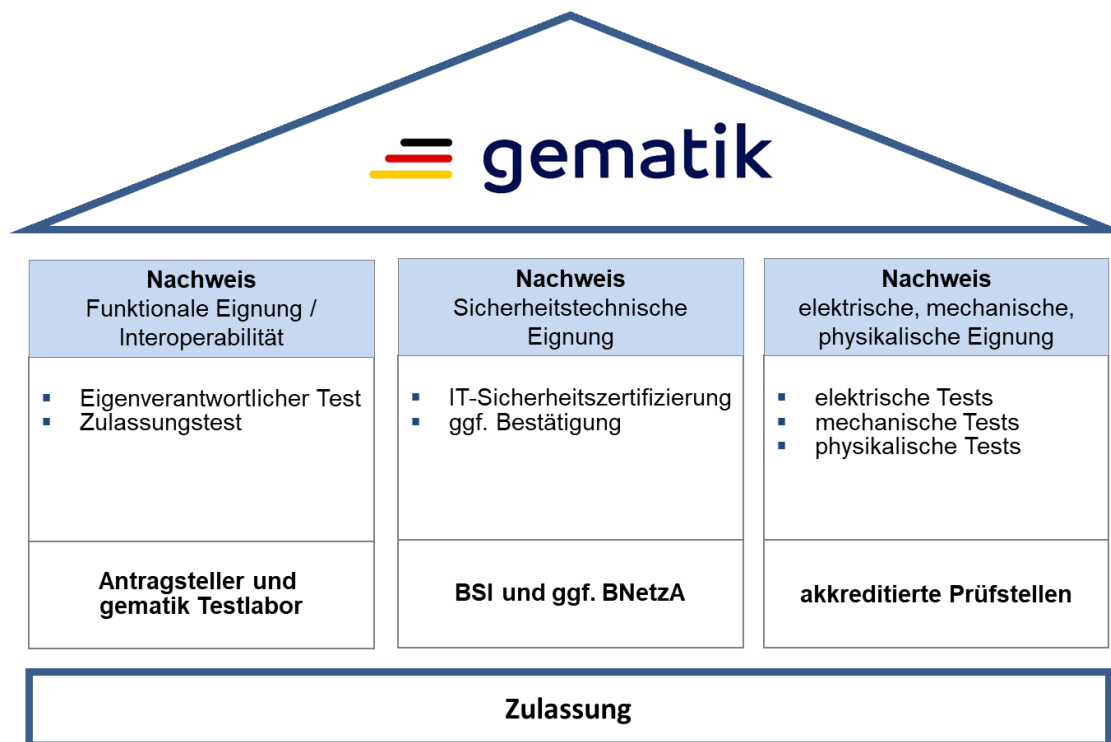 gematik
Nachweis
Funktionale Eignung /
Interoperabilität
▪ Eigenverantwortlicher Test
▪ Zulassungstest
Antragsteller und
gematik Testlabor
Nachweis
Sicherheitstechnische
Eignung
▪ IT-Sicherheitszertifizierung
▪ ggf. Bestätigung
BSI und ggf. BNetzA
Nachweis
elektrische, mechanische,
physikalische Eignung
▪ elektrische Tests
▪ mechanische Tests
▪ physikalische Tests
akkreditierte Prüfstellen
Zulassung